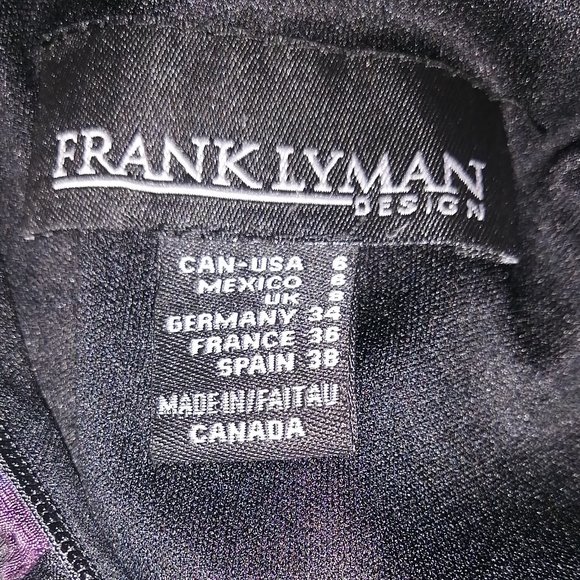 FRANK LYMAN
DESIGN
CAN-USA 6
MEXICO 6
UK 8
GERMANY 34
FRANCE 36
SPAIN 38
MADE IN/FAIT AU
CANADA